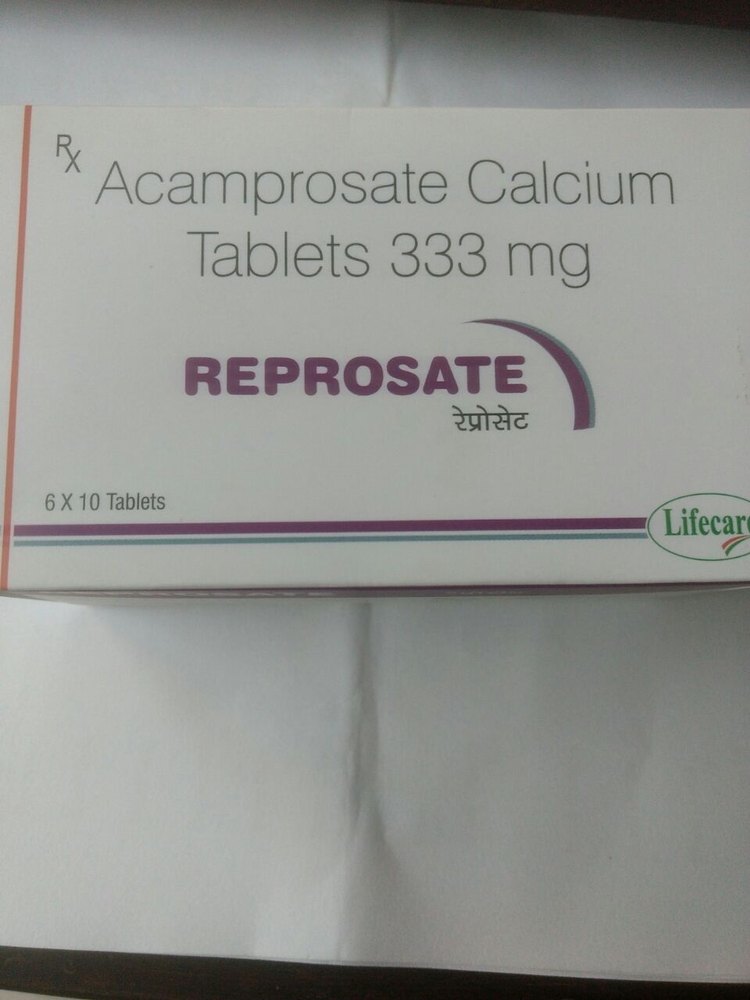 Rx Acamprosate Calcium
Tablets 333 mg
REPROSATE
रेप्रोसेट
6 X 10 Tablets
Lifecare